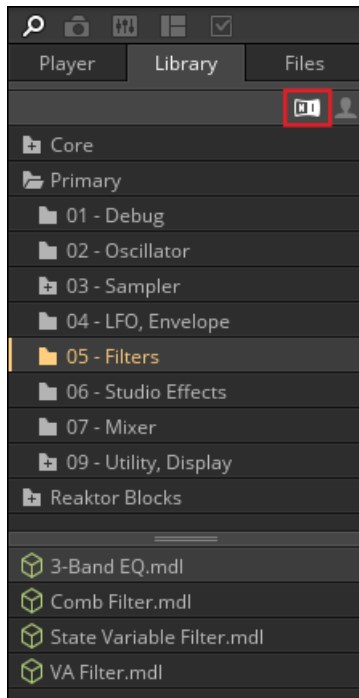 Player Library Files
NI
Core
Primary
01 - Debug
02 - Oscillator
03 - Sampler
04 - LFO, Envelope
05 - Filters
06 - Studio Effects
07 - Mixer
09 - Utility, Display
Reaktor Blocks
3-Band EQ.mdl
Comb Filter.mdl
State Variable Filter.mdl
VA Filter.mdl